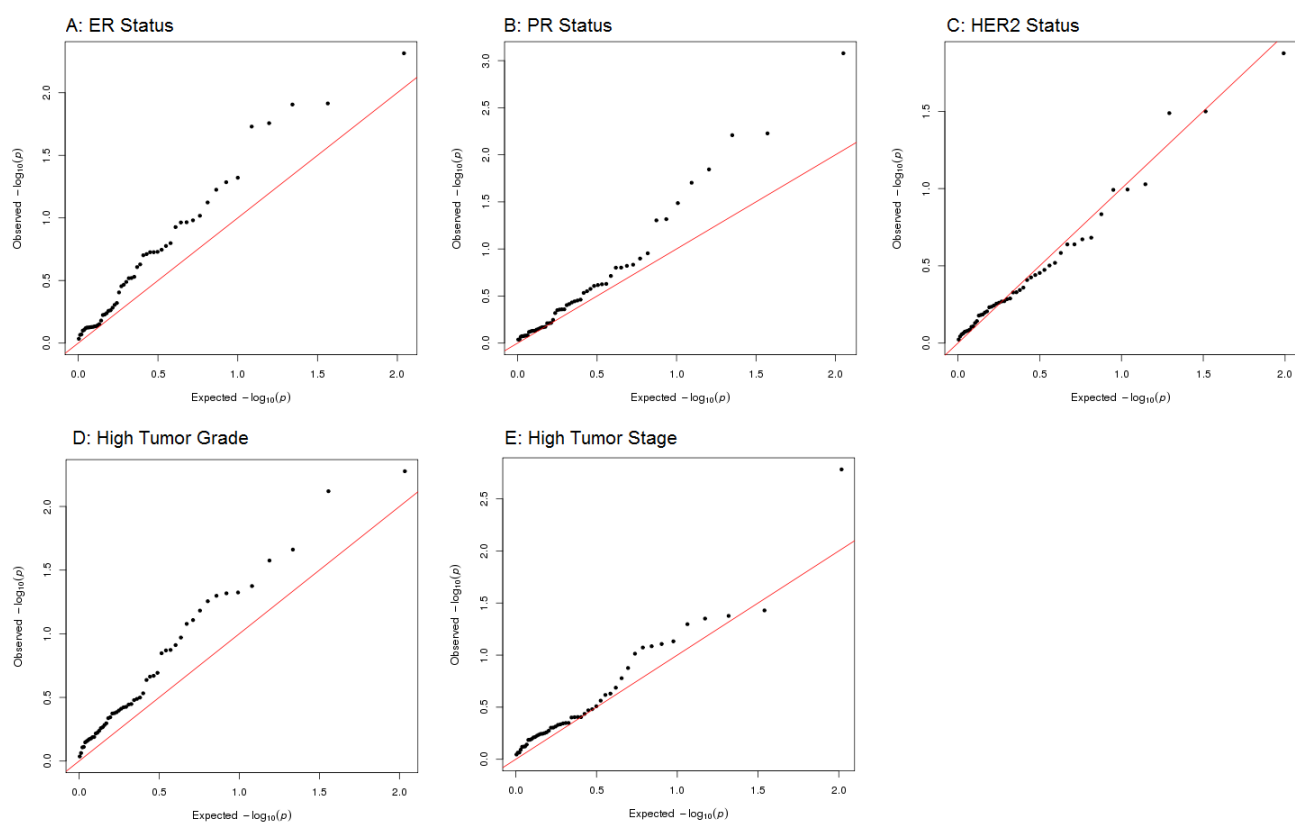 A: ER Status
B: PR Status
C: HER2 Status
Observed −log10(p)
0.0 0.5 1.0 1.5 2.0
0.0 0.5 1.0 1.5 2.0
Expected −log10(p)
Observed −log10(p)
0.0 0.5 1.0 1.5 2.0 2.5 3.0
0.0 0.5 1.0 1.5 2.0
Expected −log10(p)
Observed −log10(p)
0.0 0.5 1.0 1.5
0.0 0.5 1.0 1.5 2.0
Expected −log10(p)
D: High Tumor Grade
E: High Tumor Stage
Observed −log10(p)
0.0 0.5 1.0 1.5 2.0
0.0 0.5 1.0 1.5 2.0
Expected −log10(p)
Observed −log10(p)
0.0 0.5 1.0 1.5 2.0 2.5
0.0 0.5 1.0 1.5 2.0
Expected −log10(p)